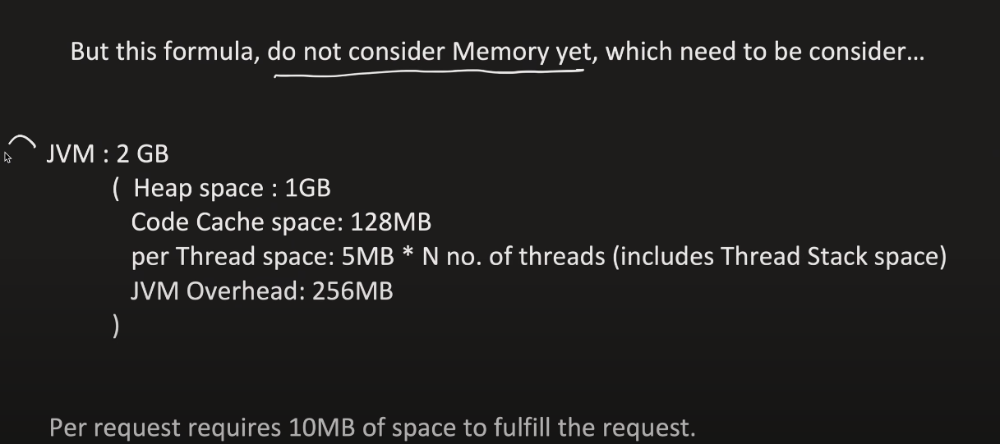 But this formula, do not consider Memory yet, which need to be consider...
JVM : 2 GB
( Heap space : 1GB
Code Cache space: 128MB
per Thread space: 5MB * N no. of threads (includes Thread Stack space)
JVM Overhead: 256MB
)
Per request requires 10MB of space to fulfill the request.